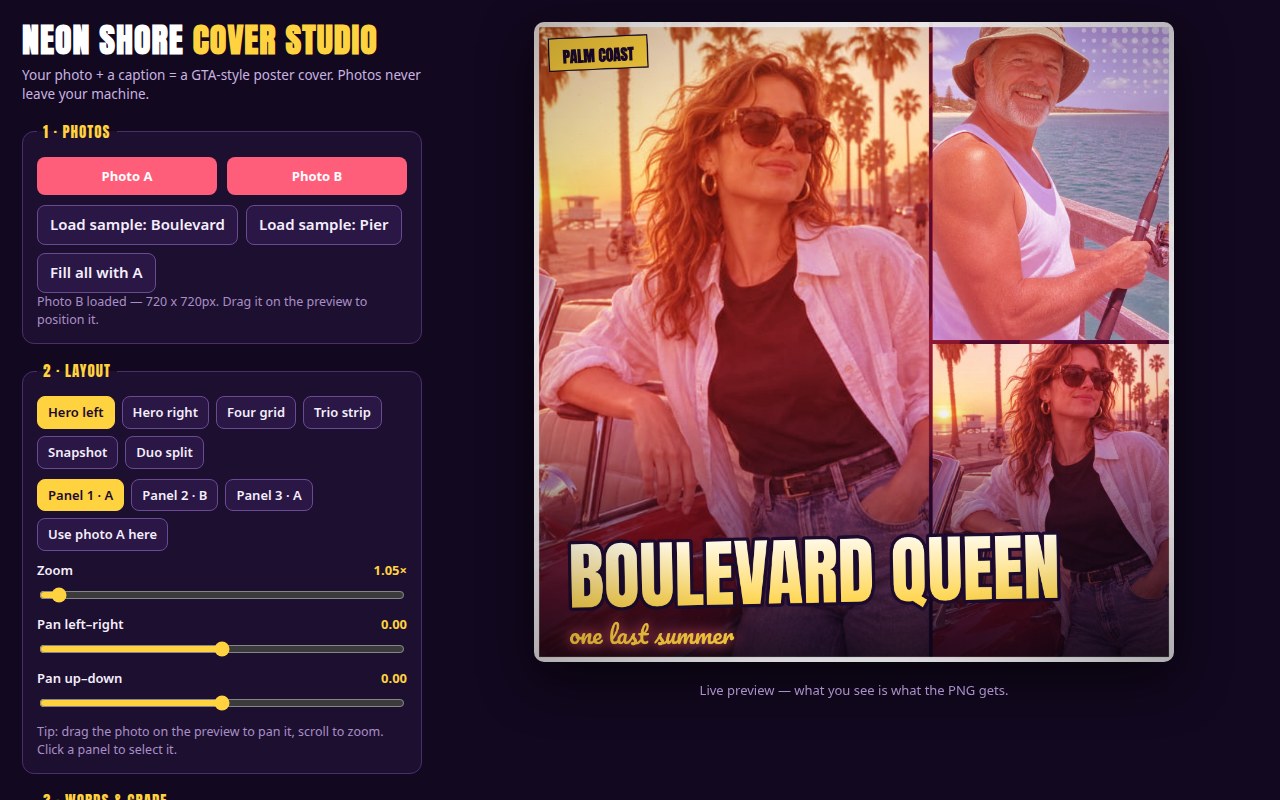 NEON SHORE COVER STUDIO
Your photo + a caption = a GTA-style poster cover. Photos never
leave your machine.
1 · PHOTOS
Photo A
Photo B
Load sample: Boulevard
Load sample: Pier
Fill all with A
Photo B loaded — 720 x 720px. Drag it on the preview to
position it.
2 · LAYOUT
Hero left
Hero right
Four grid
Trio strip
Snapshot
Duo split
Panel 1 · A
Panel 2 · B
Panel 3 · A
Use photo A here
Zoom
1.05×
Pan left–right
0.00
Pan up–down
0.00
Tip: drag the photo on the preview to pan it, scroll to zoom.
Click a panel to select it.
3 · WORDS & GRADE
PALM COAST
BOULEVARD QUEEN
one last summer
Live preview — what you see is what the PNG gets.